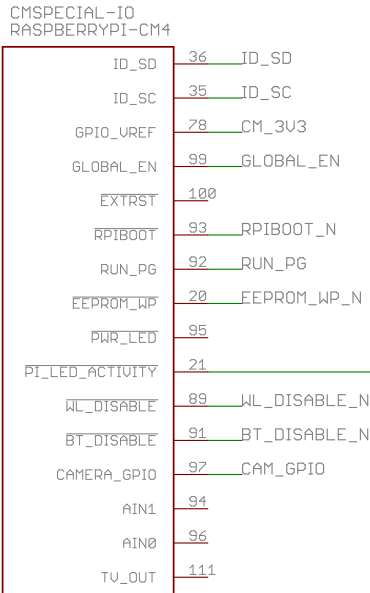 CMSPECIAL-IO
RASPBERRYPI-CM4
ID_SD 36 ID_SD
ID_SC 35 ID_SC
GPIO_VREF 78 CM_3V3
GLOBAL_EN 99 GLOBAL_EN
EXTRST 100
RPIBOOT 93 RPIBOOT_N
RUN_PG 92 RUN_PG
EEPROM_WP 20 EEPROM_WP_N
PWR_LED 95
PI_LED_ACTIVITY 21
WL_DISABLE 89 WL_DISABLE_N
BT_DISABLE 91 BT_DISABLE_N
CAMERA_GPIO 97 CAM_GPIO
AIN1 94
AIN0 96
TV_OUT 111